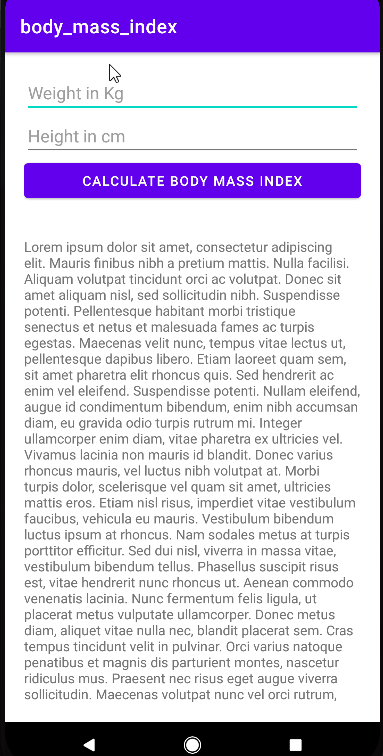 body_mass_index
Weight in Kg
Height in cm
CALCULATE BODY MASS INDEX
Lorem ipsum dolor sit amet, consectetur adipiscing
elit. Mauris finibus nibh a pretium mattis. Nulla facilisi.
Aliquam volutpat tincidunt orci ac volutpat. Donec sit
amet aliquam nisl, sed sollicitudin nibh. Suspendisse
potenti. Pellentesque habitant morbi tristique
senectus et netus et malesuada fames ac turpis
egestas. Maecenas velit nunc, tempus vitae lectus ut,
pellentesque dapibus libero. Etiam laoreet quam sem,
sit amet pharetra elit rhoncus quis. Sed hendrerit ac
enim vel eleifend. Suspendisse potenti. Nullam eleifend,
augue id condimentum bibendum, enim nibh accumsan
diam, eu gravida odio turpis rutrum mi. Integer
ullamcorper enim diam, vitae pharetra ex ultricies vel.
Vivamus lacinia non mauris id blandit. Donec varius
rhoncus mauris, vel luctus nibh volutpat at. Morbi
turpis dolor, scelerisque vel quam sit amet, ultricies
mattis eros. Etiam nisl risus, imperdiet vitae vestibulum
faucibus, vehicula eu mauris. Vestibulum bibendum
luctus ipsum at rhoncus. Nam sodales metus at turpis
porttitor efficitur. Sed dui nisl, viverra in massa vitae,
vestibulum bibendum tellus. Phasellus suscipit risus
est, vitae hendrerit nunc rhoncus ut. Aenean commodo
venenatis lacinia. Nunc fermentum felis ligula, ut
placerat metus vulputate ullamcorper. Donec metus
diam, aliquet vitae nulla nec, blandit placerat sem. Cras
tempus tincidunt velit in pulvinar. Orci varius natoque
penatibus et magnis dis parturient montes, nascetur
ridiculus mus. Praesent nec risus eget augue viverra
sollicitudin. Maecenas volutpat nunc vel orci rutrum,